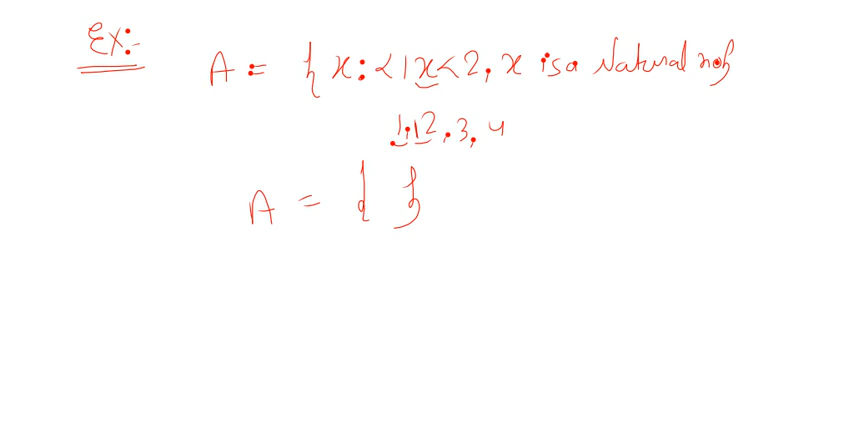 Ex:-
A = { x : < 1 x < 2, x is a Natural no}
1, 2, 3, 4
A = { }